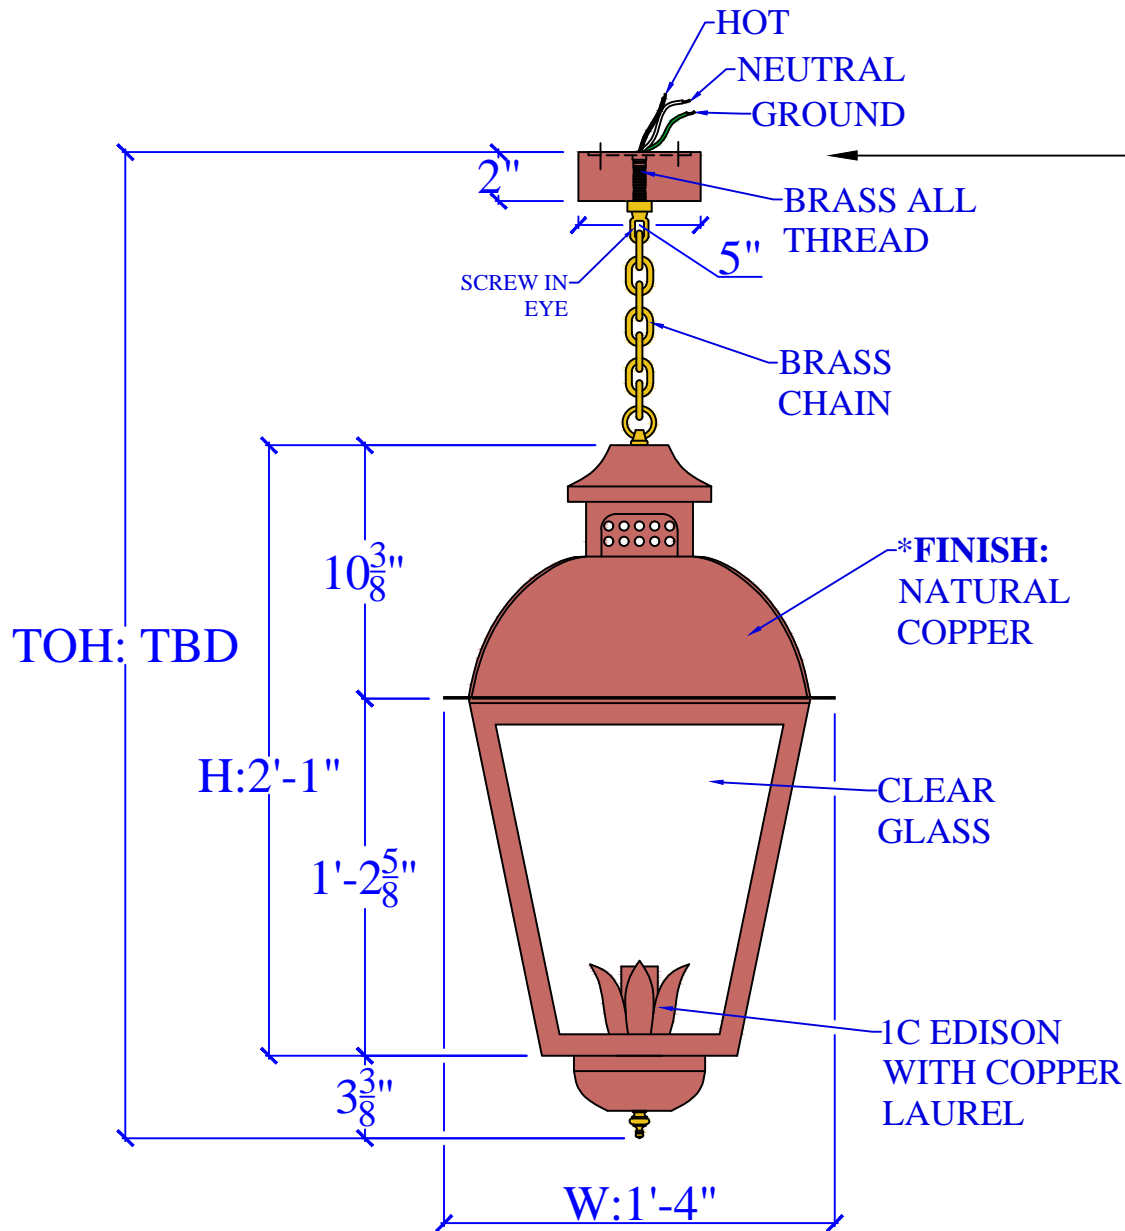 HOT
NEUTRAL
GROUND
2"
BRASS ALL
THREAD
5"
SCREW IN
EYE
BRASS
CHAIN
10 3/8"
*FINISH:
NATURAL
COPPER
TOH: TBD
H:2'-1"
CLEAR
GLASS
1'-2 5/8"
1C EDISON
WITH COPPER
LAUREL
3 3/8"
W:1'-4"